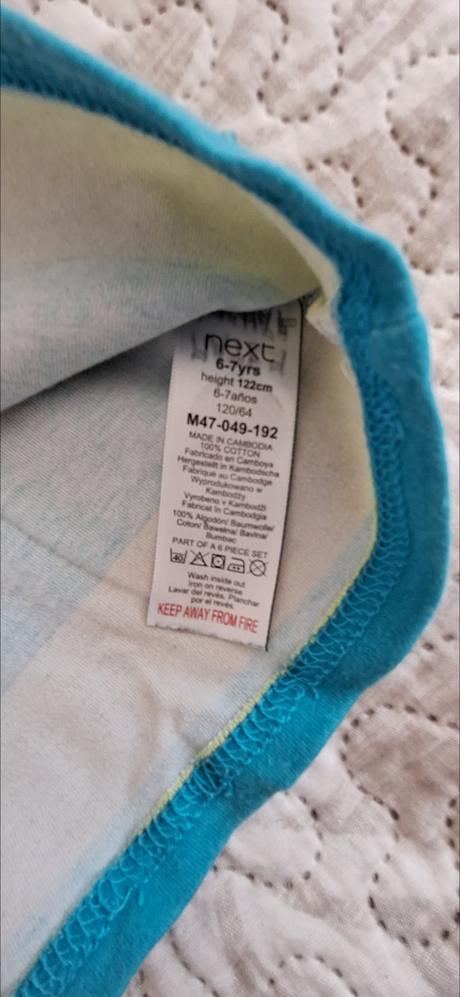 next
6-7yrs
height 122cm
6-7años
120/64
M47-049-192
MADE IN CAMBODIA
100% COTTON
Fabricado en Camboya
Hergestellt in Kambodscha
Fabriqué au Cambodge
Wyprodukowano w
Kambodży
Vyrobeno v Kambodži
Fabricat în Cambodgia
100% Algodón/ Baumwolle/
Coton/ Bawełna/ Bavlna/
Bumbac
PART OF A 6 PIECE SET
40
Wash inside out
Iron on reverse
Lavar del revés. Planchar
por el revés.
KEEP AWAY FROM FIRE